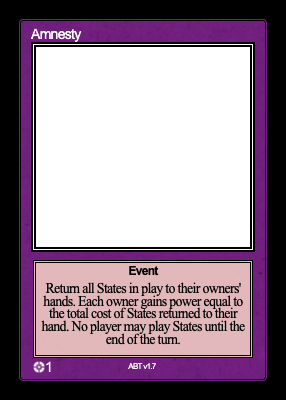 Amnesty
Event
Return all States in play to their owners'
hands. Each owner gains power equal to
the total cost of States returned to their
hand. No player may play States until the
end of the turn.
1
ABT v1.7